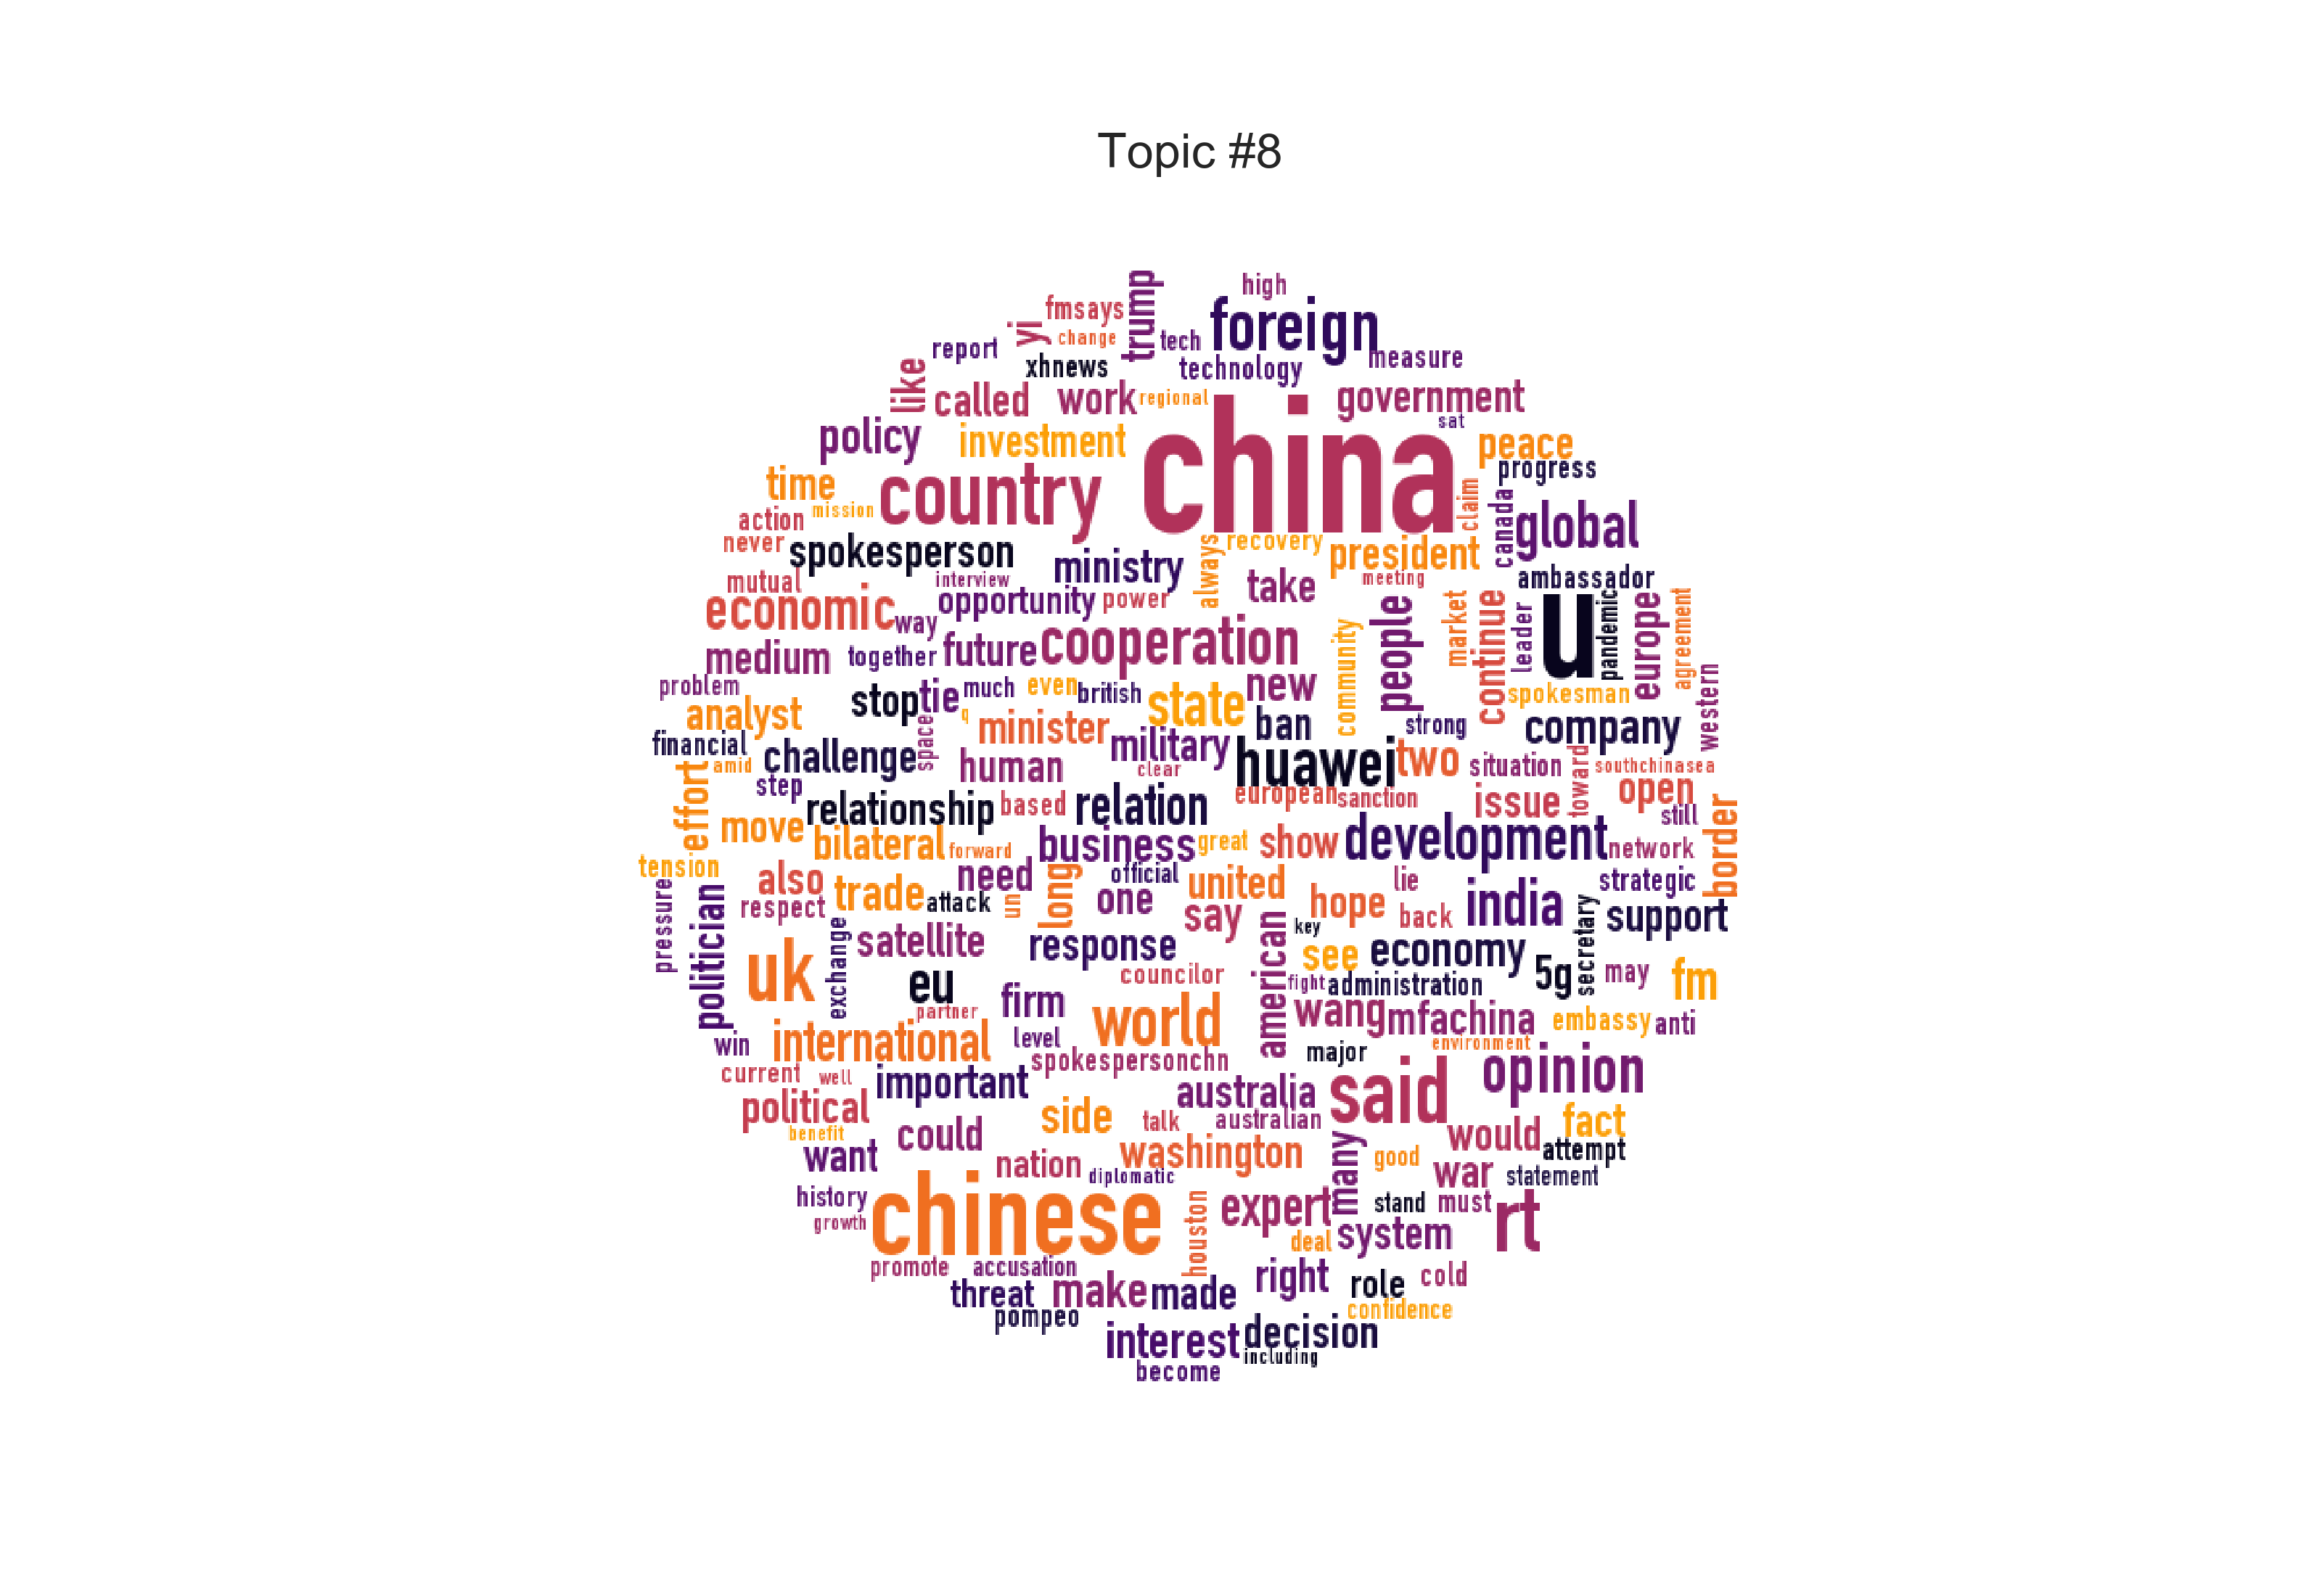 Topic #8
high
trump
fmsays
foreign
yi
change
tech
report
measure
xhnews
technology
like
called
work
regional
government
china
sat
policy
investment
peace
progress
country
time
claim
canada
global
mission
action
never
spokesperson
always
recovery
president
ministry
mutual
interview
meeting
take
ambassador
economic
opportunity
power
people
market
continue
leader
u
pandemic
europe
agreement
way
future
cooperation
community
medium
together
western
problem
stop
tie
much
even
british
state
new
spokesman
analyst
q
space
minister
ban
strong
company
financial
challenge
military
huawei
two
situation
toward
southchinasea
effort
amid
human
clear
step
relationship
based
relation
european
sanction
issue
open
border
still
move
bilateral
forward
business
great
show
development
network
tension
also
need
long
official
united
lie
strategic
pressure
politician
respect
trade
attack
un
one
say
hope
back
india
secretary
support
exchange
satellite
response
american
key
see
economy
uk
eu
councilor
fight
administration
5g
may
fm
partner
firm
world
wang
mfachina
embassy
anti
win
international
level
spokespersonchn
major
environment
current
well
important
said
opinion
political
side
talk
australia
australian
fact
benefit
could
would
attempt
want
nation
washington
many
good
war
statement
diplomatic
history
chinese
houston
expert
stand
must
rt
growth
deal
system
promote
accusation
right
role
cold
threat
make
made
confidence
pompeo
interest
decision
including
become